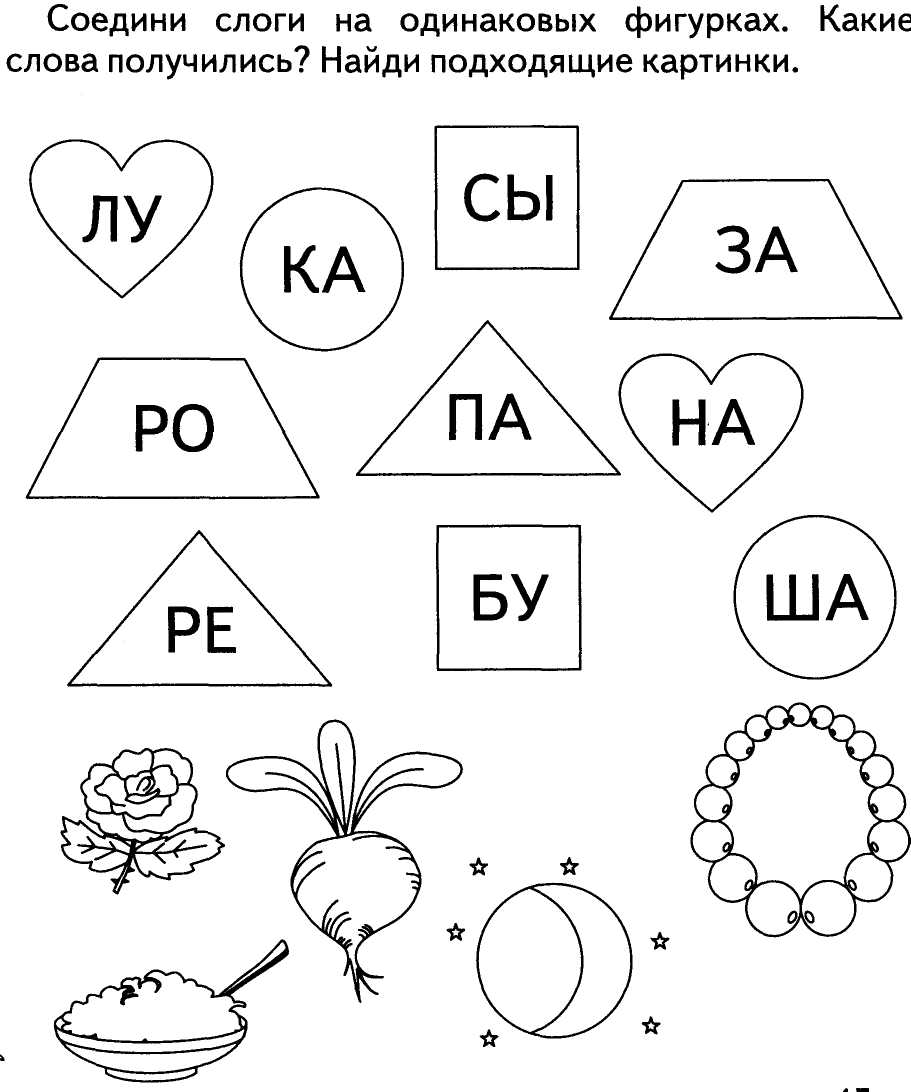 Соедини слоги на одинаковых фигурках. Какие
слова получились? Найди подходящие картинки.
ЛУ
КА
СЫ
ЗА
РО
ПА
НА
РЕ
БУ
ША